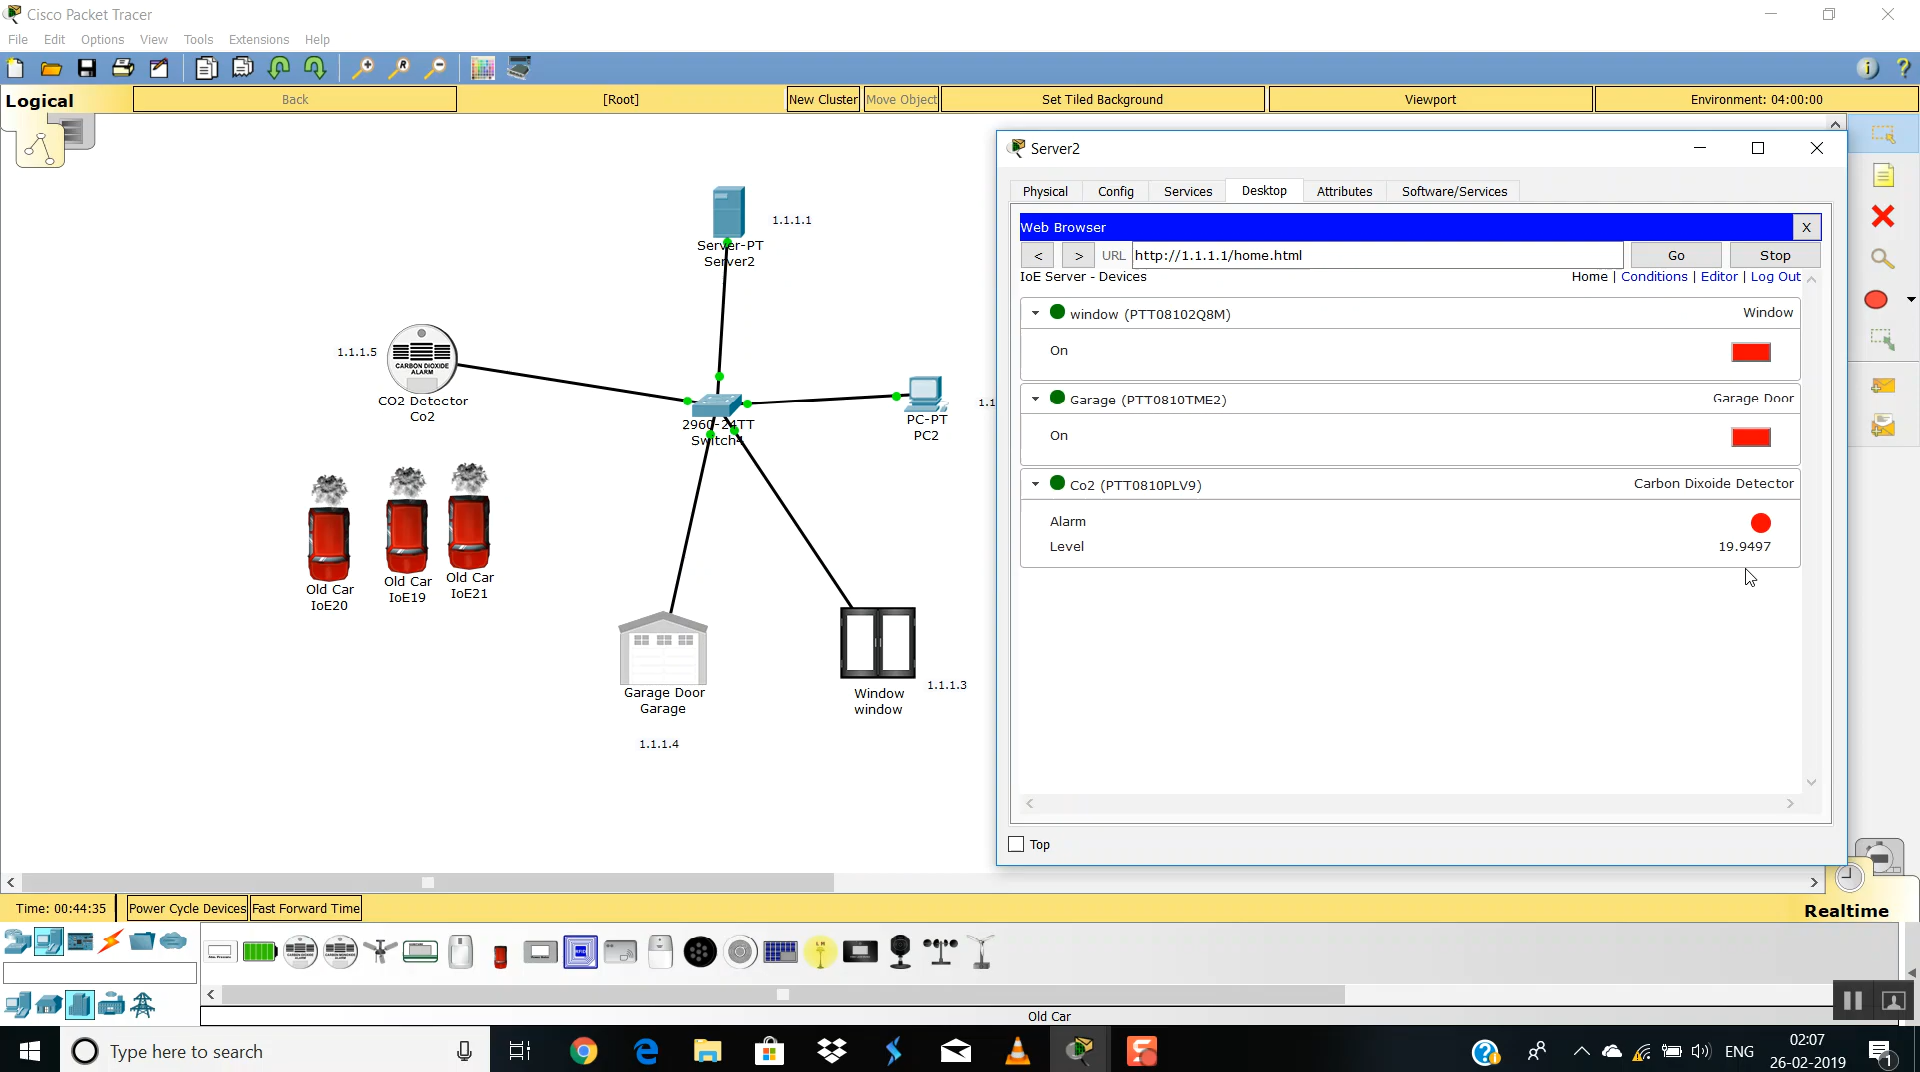 Cisco Packet Tracer
File Edit Options View Tools Extensions Help
Logical Back [Root] New Cluster Move Object Set Tiled Background Viewport Environment: 04:00:00
Server2
Physical Config Services Desktop Attributes Software/Services
Web Browser X
< > URL http://1.1.1.1/home.html Go Stop
IoE Server - Devices Home | Conditions | Editor | Log Out
window (PTT08102Q8M) Window
On
Garage (PTT0810TME2) Garage Door
On
Co2 (PTT0810PLV9) Carbon Dixoide Detector
Alarm
Level 19.9497
Top
1.1.1.1
Server-PT
Server2
1.1.1.5
CARBON DIOXIDE
ALARM
CO2 Detector
Co2
2960-24TT
Switch4
PC-PT
PC2
1.1
Old Car
IoE20
Old Car
IoE19
Old Car
IoE21
Garage Door
Garage
1.1.1.4
Window
window
1.1.1.3
Time: 00:44:35 Power Cycle Devices Fast Forward Time
Realtime
Old Car
Type here to search
ENG
02:07
26-02-2019
1